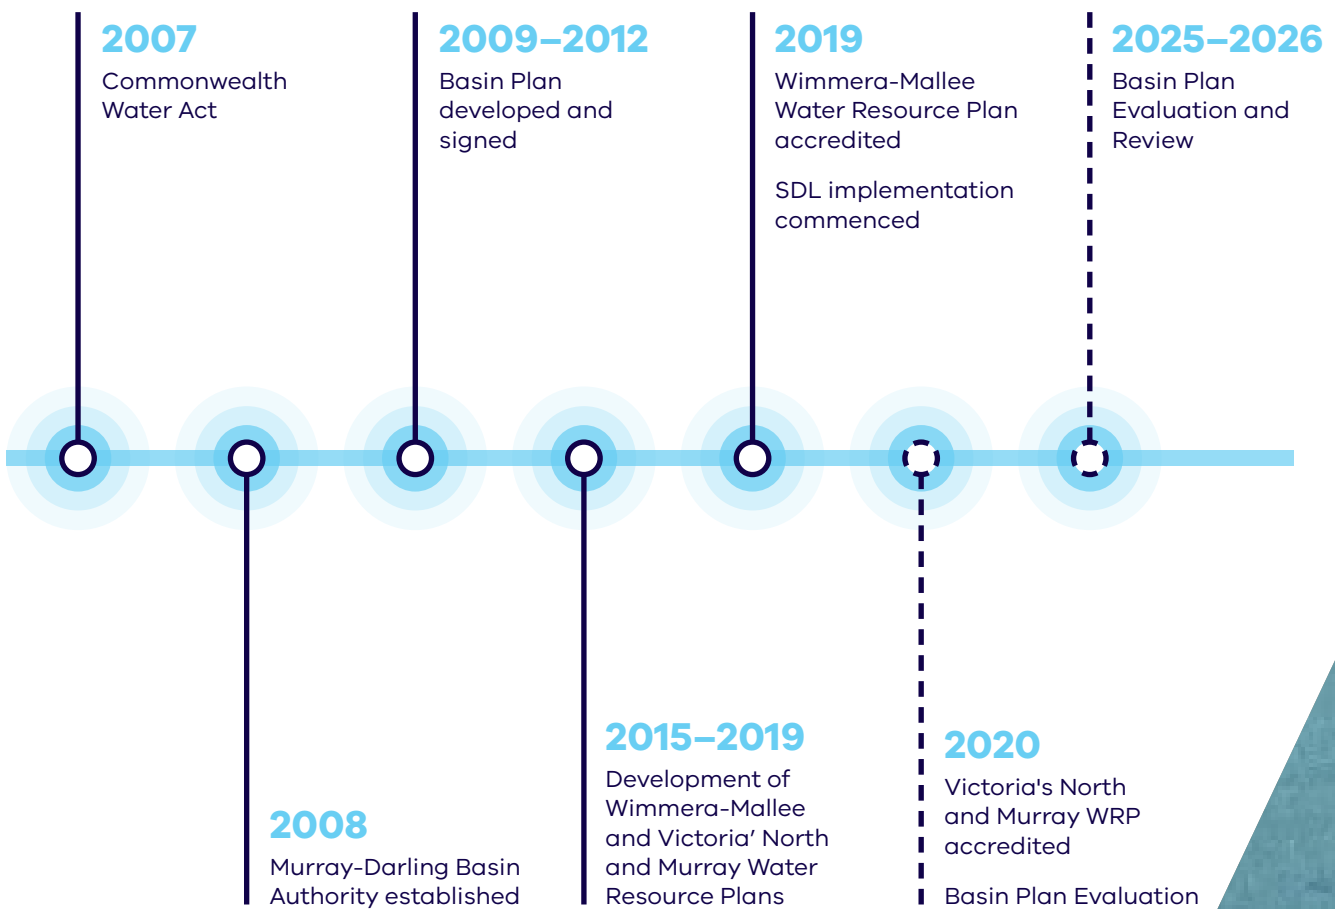 2007
Commonwealth
Water Act
2008
Murray-Darling Basin
Authority established
2009–2012
Basin Plan
developed and
signed
2015–2019
Development of
Wimmera-Mallee
and Victoria’ North
and Murray Water
Resource Plans
2019
Wimmera-Mallee
Water Resource Plan
accredited
SDL implementation
commenced
2020
Victoria's North
and Murray WRP
accredited
Basin Plan Evaluation
2025–2026
Basin Plan
Evaluation and
Review